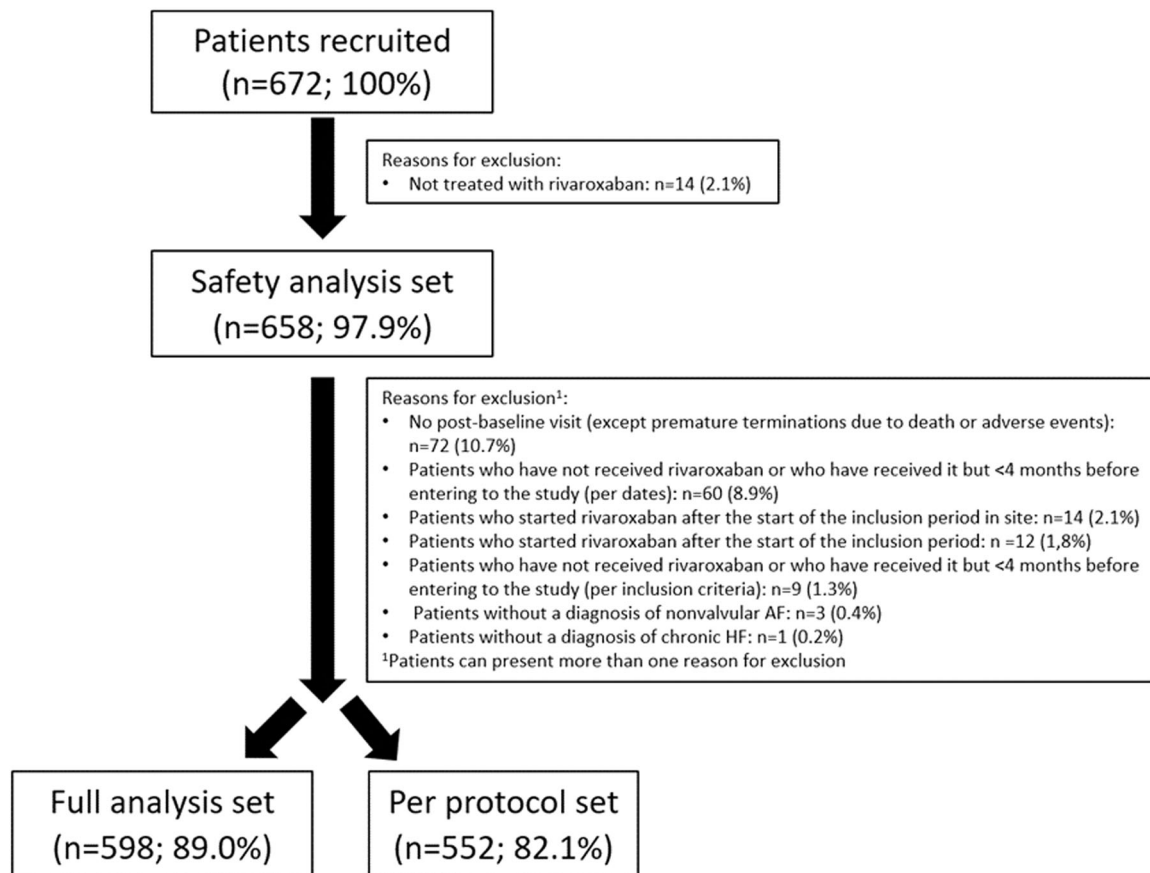 Patients recruited
(n=672; 100%)
Reasons for exclusion:
• Not treated with rivaroxaban: n=14 (2.1%)
Safety analysis set
(n=658; 97.9%)
Reasons for exclusion¹:
• No post-baseline visit (except premature terminations due to death or adverse events):
n=72 (10.7%)
• Patients who have not received rivaroxaban or who have received it but <4 months before
entering to the study (per dates): n=60 (8.9%)
• Patients who started rivaroxaban after the start of the inclusion period in site: n=14 (2.1%)
• Patients who started rivaroxaban after the start of the inclusion period: n =12 (1,8%)
• Patients who have not received rivaroxaban or who have received it but <4 months before
entering to the study (per inclusion criteria): n=9 (1.3%)
• Patients without a diagnosis of nonvalvular AF: n=3 (0.4%)
• Patients without a diagnosis of chronic HF: n=1 (0.2%)
¹Patients can present more than one reason for exclusion
Full analysis set
(n=598; 89.0%)
Per protocol set
(n=552; 82.1%)